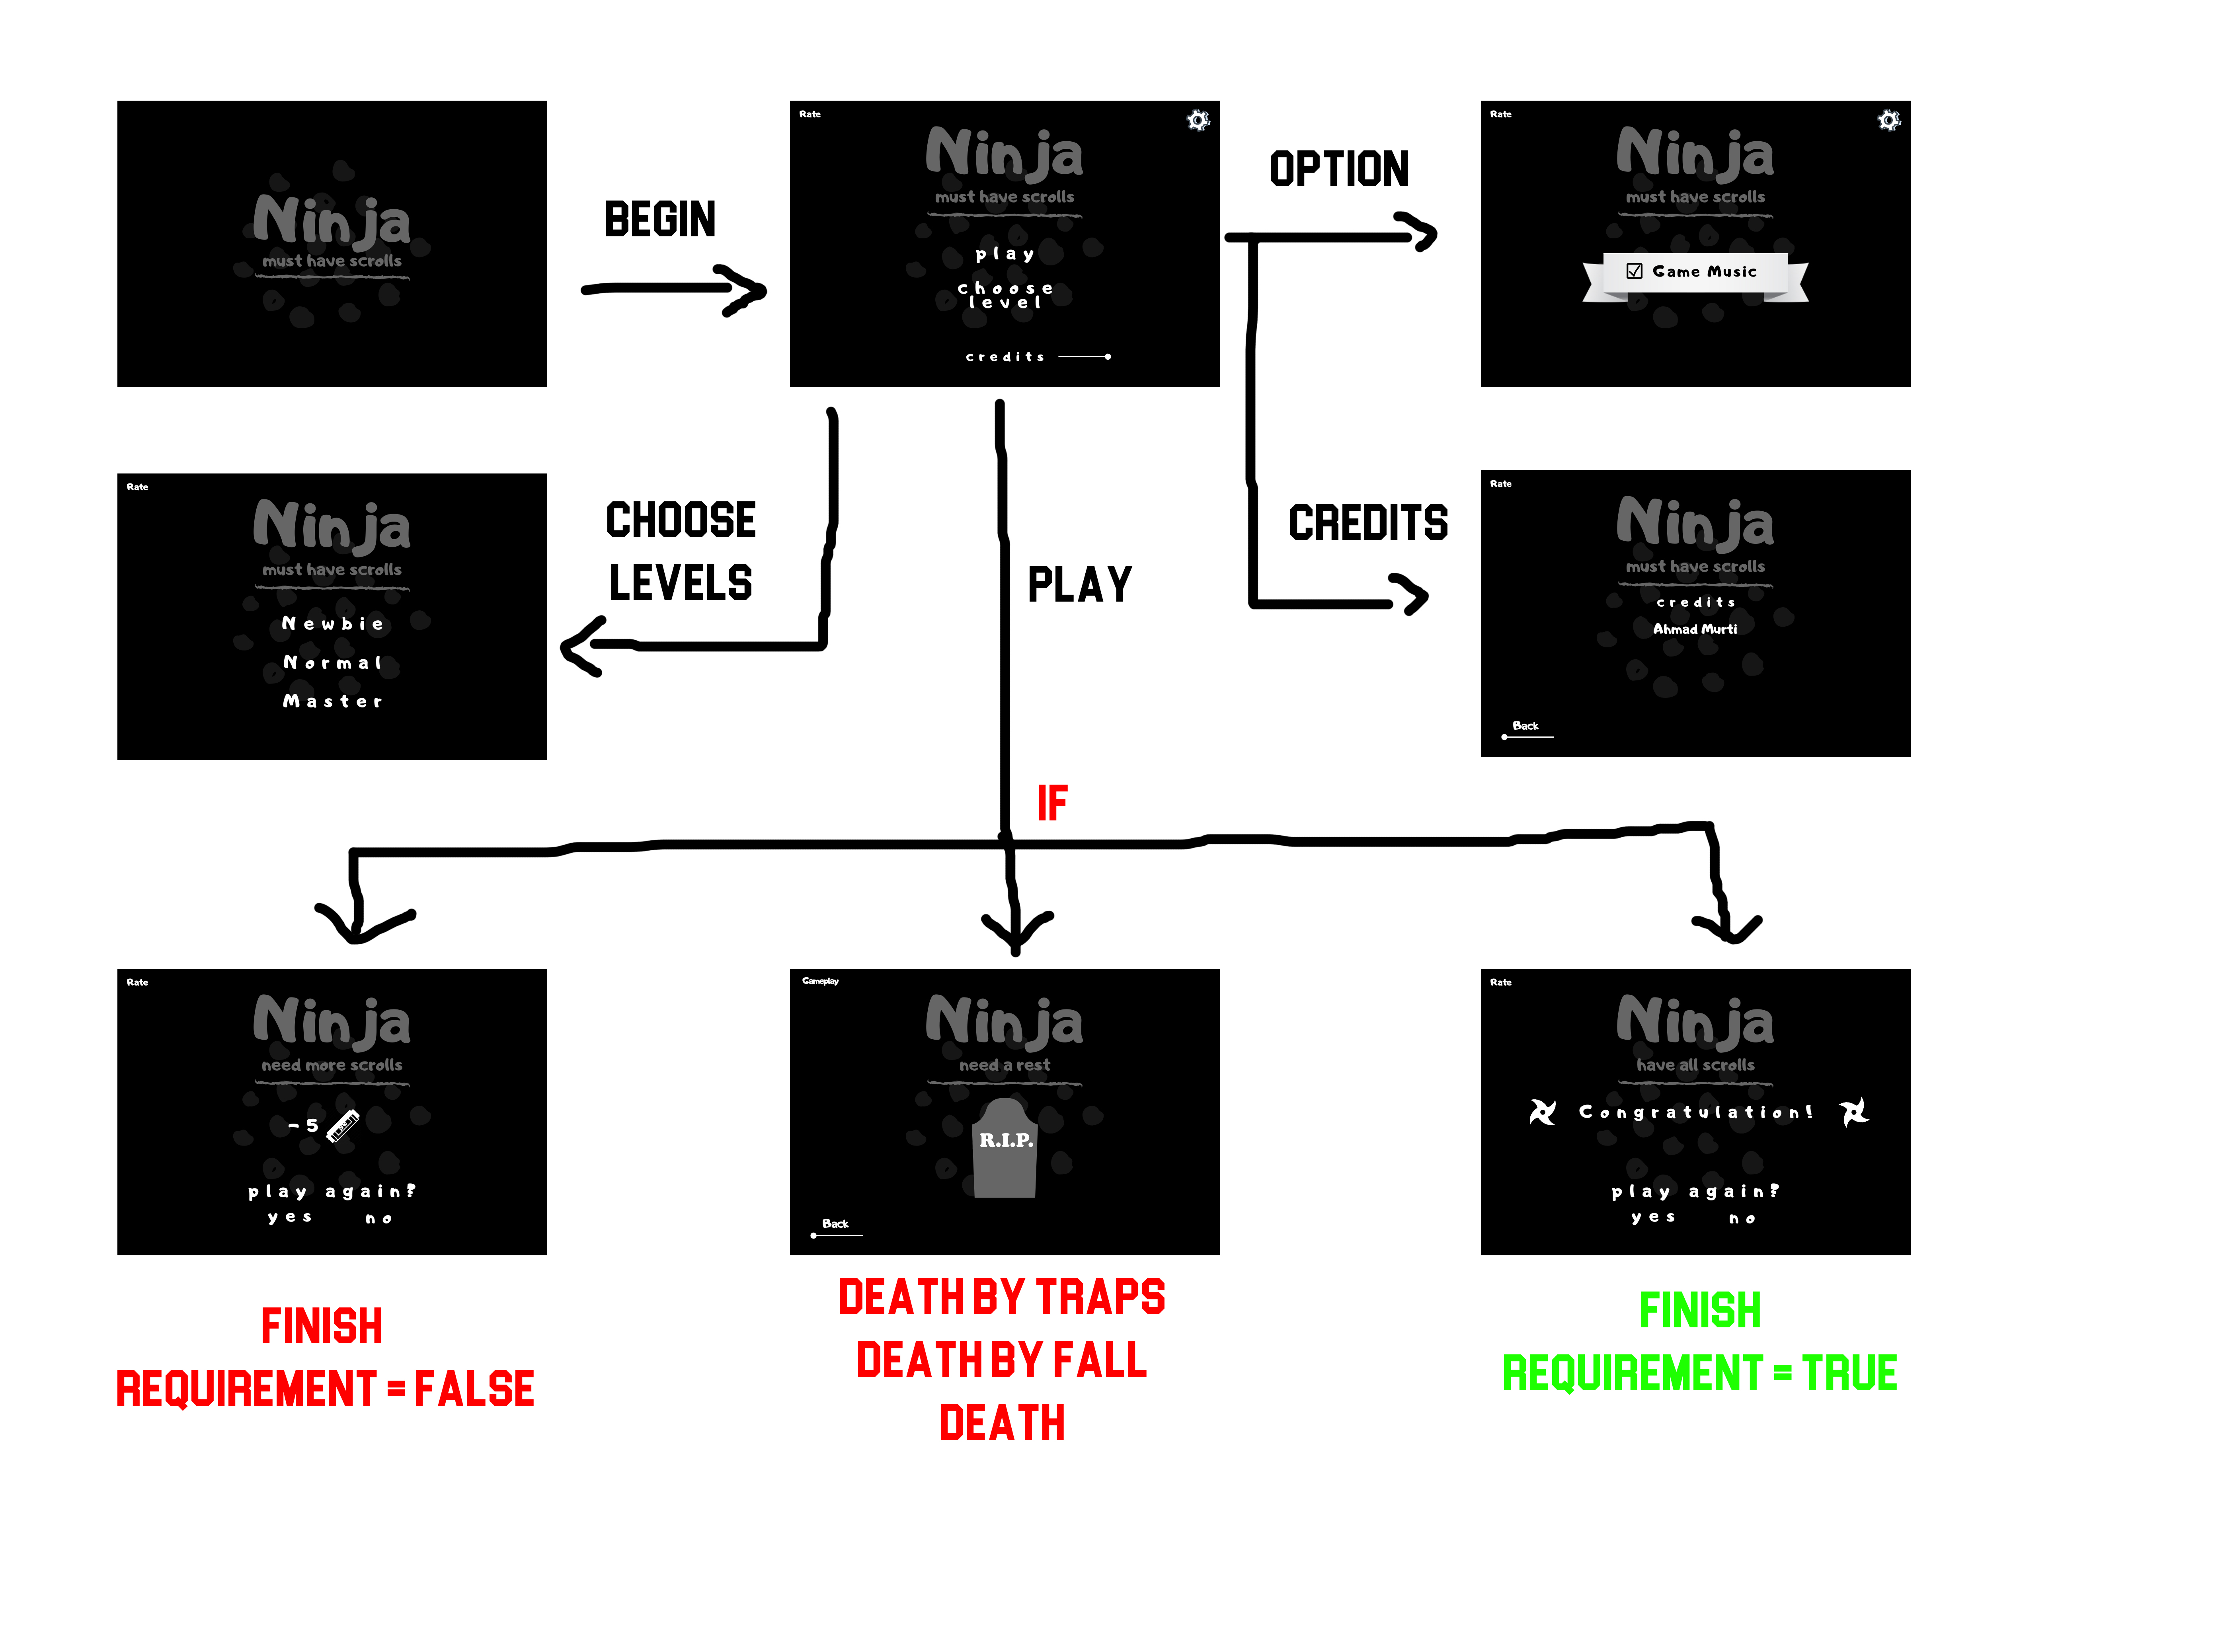 Ninja
must have scrolls
BEGIN
Rate
Ninja
must have scrolls
play
choose
level
credits
OPTION
Rate
Ninja
must have scrolls
Game Music
Rate
Ninja
must have scrolls
Newbie
Normal
Master
CHOOSE
LEVELS
PLAY
CREDITS
Rate
Ninja
must have scrolls
credits
Ahmad Murti
Back
IF
Rate
Ninja
need more scrolls
- 5
play again?
yes no
FINISH
REQUIREMENT = FALSE
Gameplay
Ninja
need a rest
R.I.P.
Back
DEATH BY TRAPS
DEATH BY FALL
DEATH
Rate
Ninja
have all scrolls
Congratulation!
play again?
yes no
FINISH
REQUIREMENT = TRUE